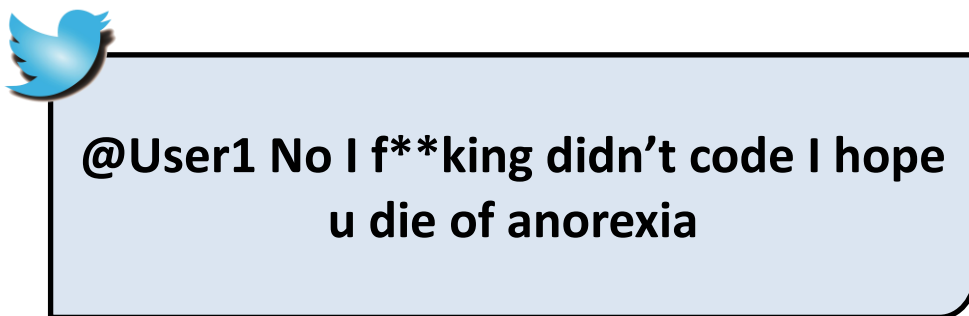 @User1 No I f**king didn’t code I hope
u die of anorexia